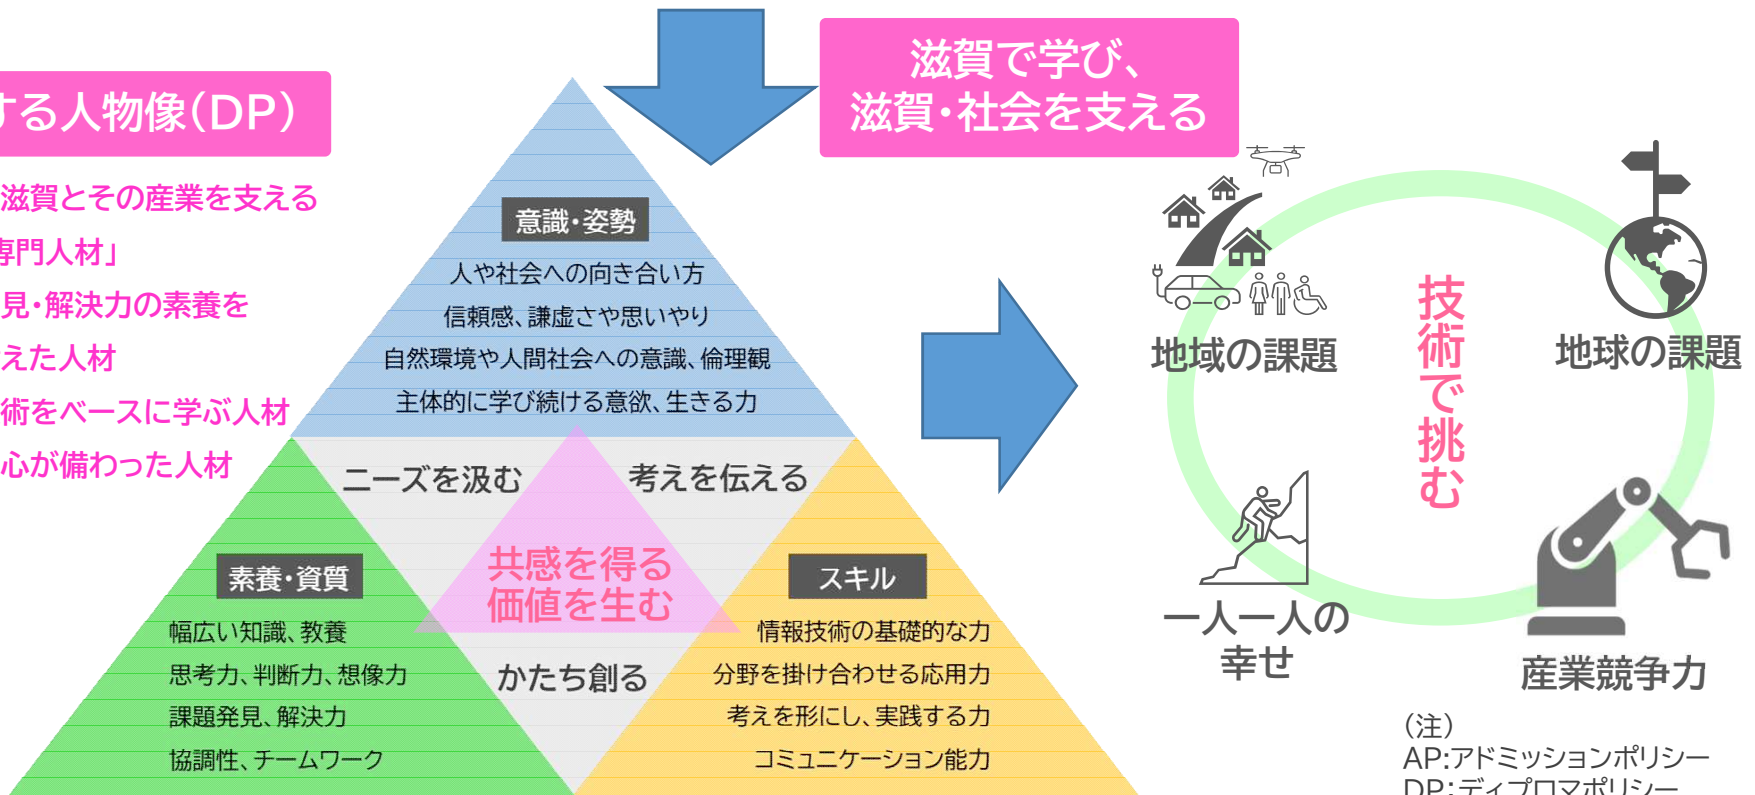 する人物像(DP)
滋賀とその産業を支える
専門人材」
見・解決力の素養を
えた人材
術をベースに学ぶ人材
心が備わった人材
滋賀で学び、
滋賀・社会を支える
意識・姿勢
人や社会への向き合い方
信頼感、謙虚さや思いやり
自然環境や人間社会への意識、倫理観
主体的に学び続ける意欲、生きる力
ニーズを汲む
考えを伝える
共感を得る
価値を生む
かたち創る
素養・資質
幅広い知識、教養
思考力、判断力、想像力
課題発見、解決力
協調性、チームワーク
スキル
情報技術の基礎的な力
分野を掛け合わせる応用力
考えを形にし、実践する力
コミュニケーション能力
地域の課題
地球の課題
技術で挑む
一人一人の
幸せ
産業競争力
(注)
AP:アドミッションポリシー
DP:ディプロマポリシー